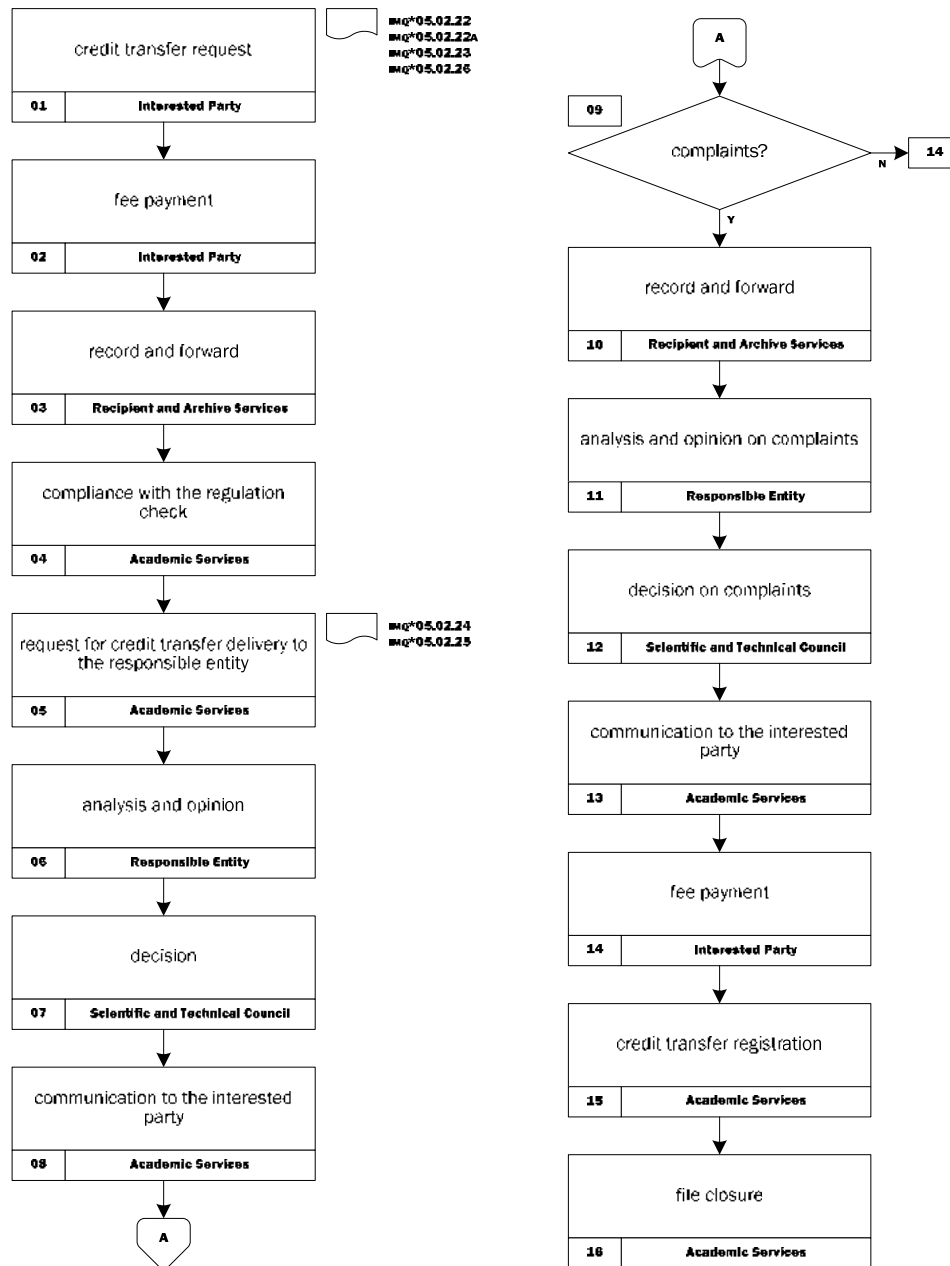 credit transfer request
01 Interested Party
IMQ*05.02.22
IMQ*05.02.22A
IMQ*05.02.23
IMQ*05.02.26
fee payment
02 Interested Party
record and forward
03 Recipient and Archive Services
compliance with the regulation
check
04 Academic Services
request for credit transfer delivery to
the responsible entity
05 Academic Services
IMQ*05.02.24
IMQ*05.02.25
analysis and opinion
06 Responsible Entity
decision
07 Scientific and Technical Council
communication to the interested
party
08 Academic Services
A
A
09
complaints?
N
14
Y
record and forward
10 Recipient and Archive Services
analysis and opinion on complaints
11 Responsible Entity
decision on complaints
12 Scientific and Technical Council
communication to the interested
party
13 Academic Services
fee payment
14 Interested Party
credit transfer registration
15 Academic Services
file closure
16 Academic Services